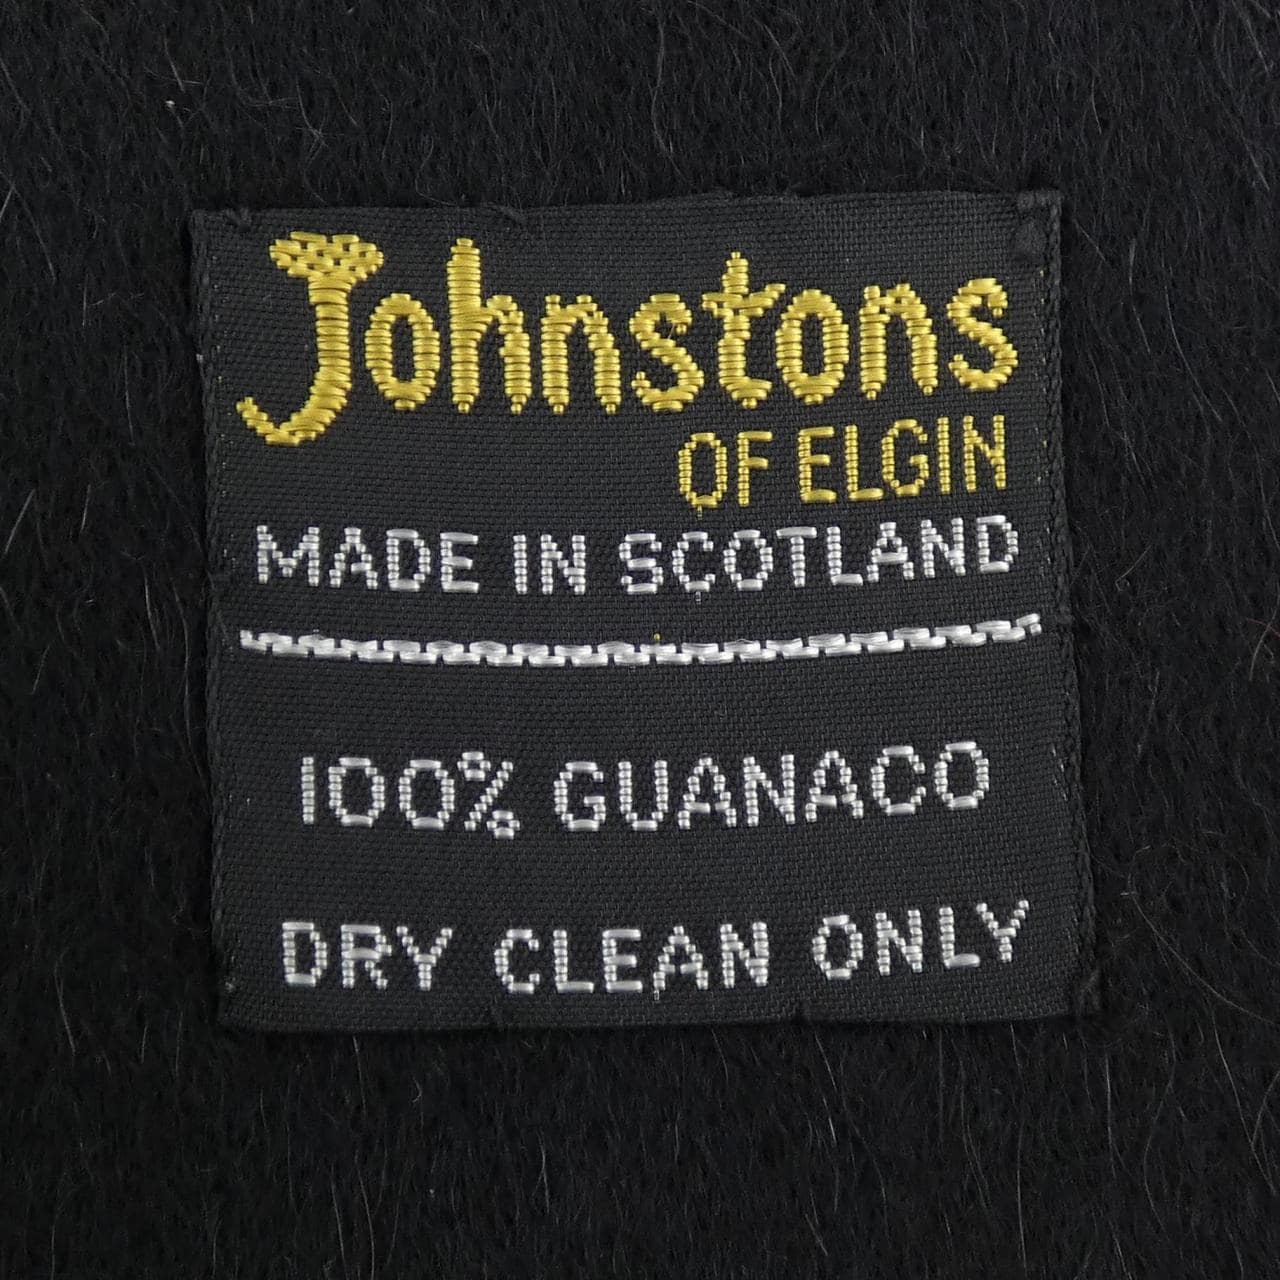 Johnstons
OF ELGIN
MADE IN SCOTLAND
100% GUANACO
DRY CLEAN ONLY